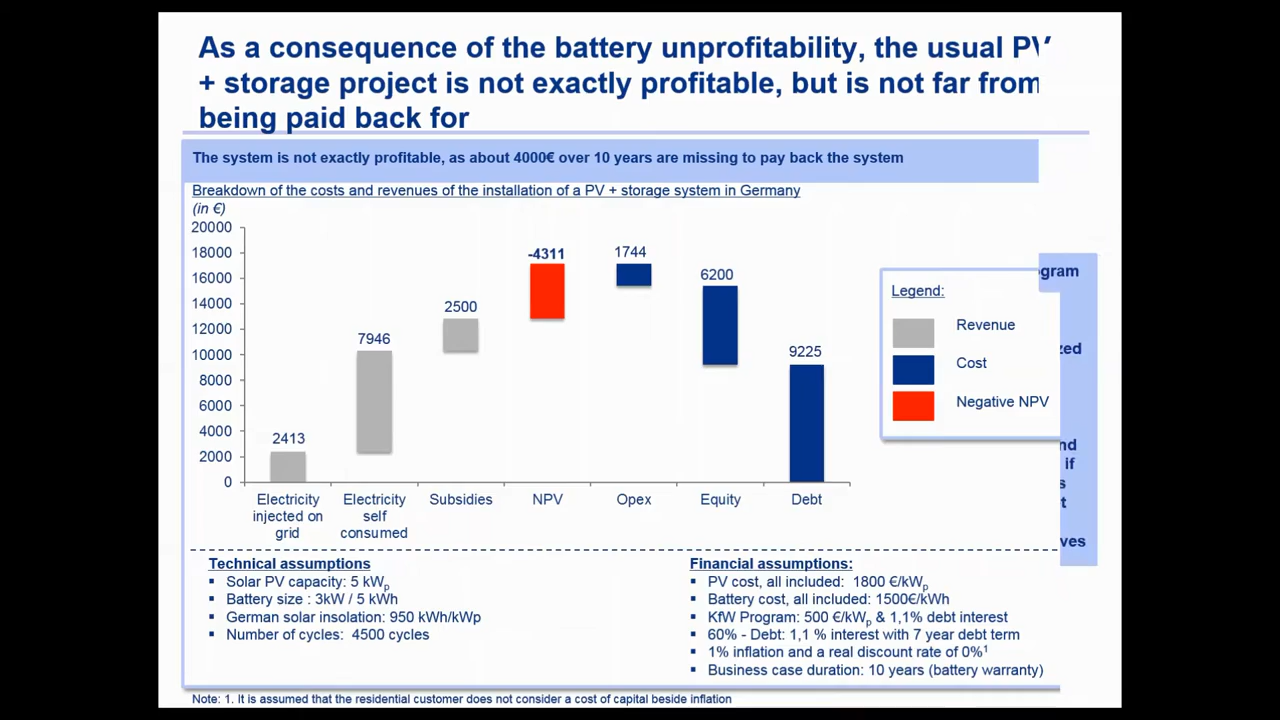 As a consequence of the battery unprofitability, the usual PV
+ storage project is not exactly profitable, but is not far from
being paid back for
The system is not exactly profitable, as about 4000€ over 10 years are missing to pay back the system
Breakdown of the costs and revenues of the installation of a PV + storage system in Germany
(in €)
20000
18000
16000
14000
12000
10000
8000
6000
4000
2000
0
2413
7946
2500
-4311
1744
6200
9225
Electricity injected on grid
Electricity self consumed
Subsidies
NPV
Opex
Equity
Debt
Legend:
Revenue
Cost
Negative NPV
ogram
zed
nd
if
s
t
ves
Technical assumptions
▪ Solar PV capacity: 5 kWp
▪ Battery size : 3kW / 5 kWh
▪ German solar insolation: 950 kWh/kWp
▪ Number of cycles: 4500 cycles
Financial assumptions:
▪ PV cost, all included: 1800 €/kWp
▪ Battery cost, all included: 1500€/kWh
▪ KfW Program: 500 €/kWp & 1,1% debt interest
▪ 60% - Debt: 1,1 % interest with 7 year debt term
▪ 1% inflation and a real discount rate of 0%¹
▪ Business case duration: 10 years (battery warranty)
Note: 1. It is assumed that the residential customer does not consider a cost of capital beside inflation